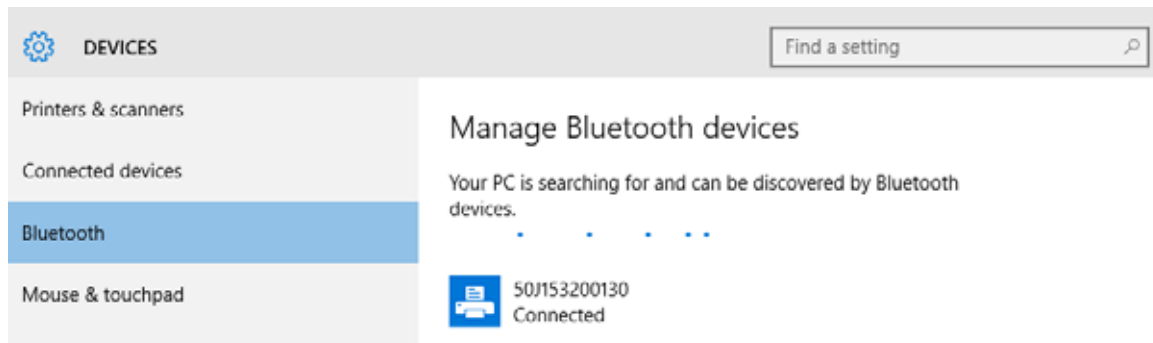 DEVICES
Find a setting
Printers & scanners
Connected devices
Bluetooth
Mouse & touchpad
Manage Bluetooth devices
Your PC is searching for and can be discovered by Bluetooth
devices.
50J153200130
Connected